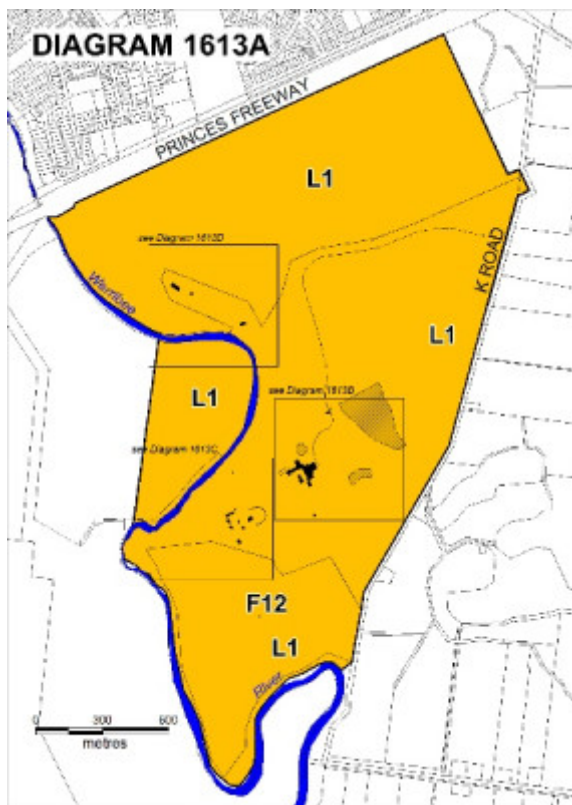 DIAGRAM 1613A
PRINCES FREEWAY
L1
see Diagram 1613D
Werribee
K ROAD
L1
L1
see Diagram 1613B
see Diagram 1613C
F12
L1
River
0 300 600
metres